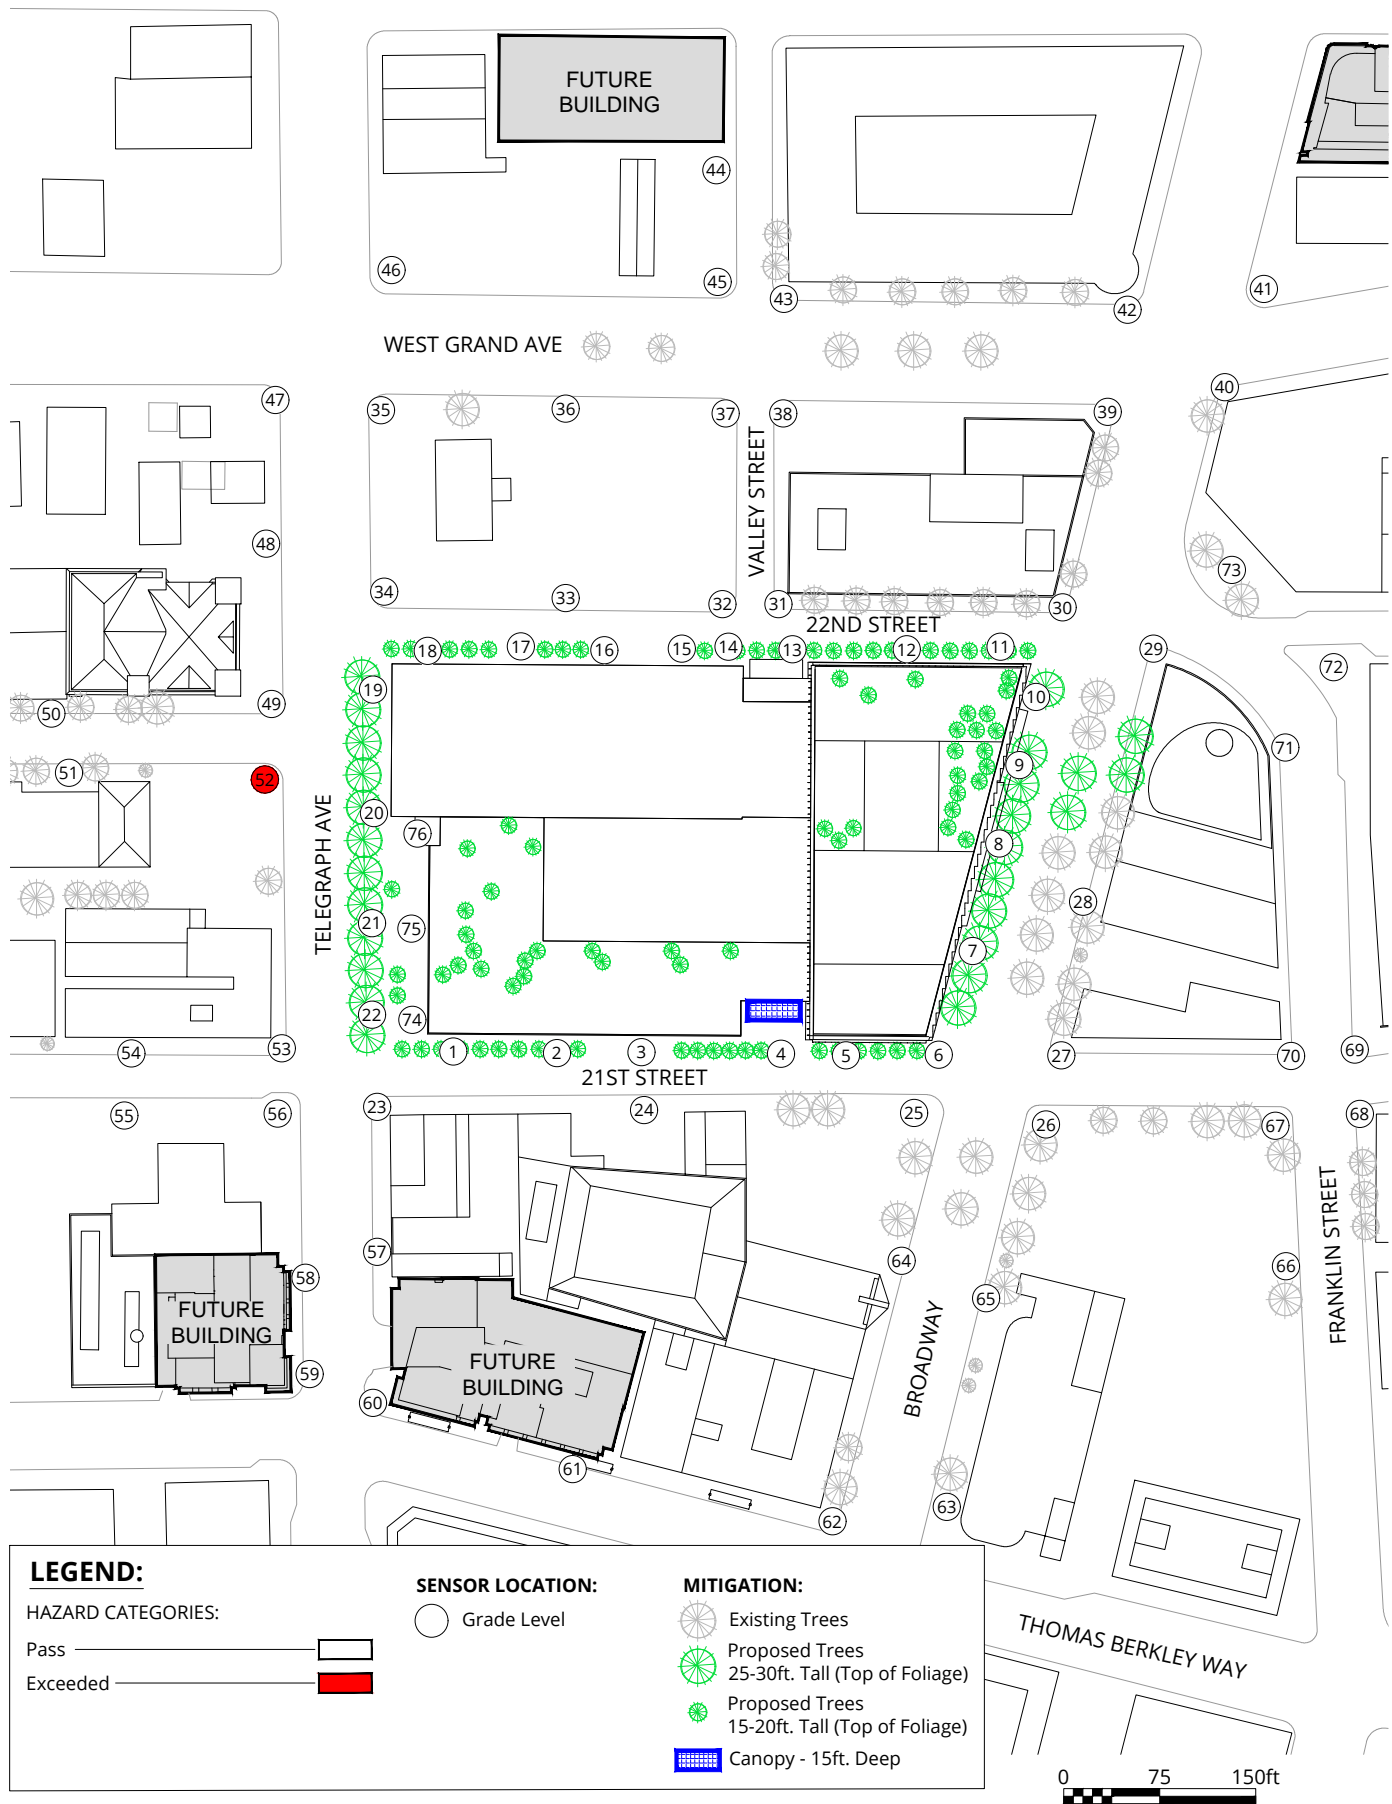 FUTURE
BUILDING
44
46
45
43
42
41
WEST GRAND AVE
47
35
36
37
38
39
40
VALLEY STREET
48
34
33
32
31
30
73
22ND STREET
18
17
16
15
14
13
12
11
29
72
19
10
49
50
51
52
9
71
20
76
8
TELEGRAPH AVE
21
75
7
28
22
74
54
53
1
2
3
4
5
6
27
70
69
21ST STREET
55
56
23
24
25
26
67
68
57
58
64
66
65
FRANKLIN STREET
FUTURE
BUILDING
59
FUTURE
BUILDING
BROADWAY
60
61
62
63
THOMAS BERKLEY WAY
LEGEND:
HAZARD CATEGORIES:
Pass
Exceeded
SENSOR LOCATION:
Grade Level
MITIGATION:
Existing Trees
Proposed Trees
25-30ft. Tall (Top of Foliage)
Proposed Trees
15-20ft. Tall (Top of Foliage)
Canopy - 15ft. Deep
0 75 150ft